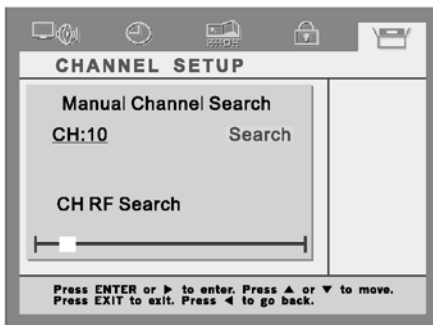 CHANNEL SETUP
Manual Channel Search
CH:10 Search
CH RF Search
Press ENTER or ▶ to enter. Press ▲ or ▼ to move.
Press EXIT to exit. Press ◀ to go back.